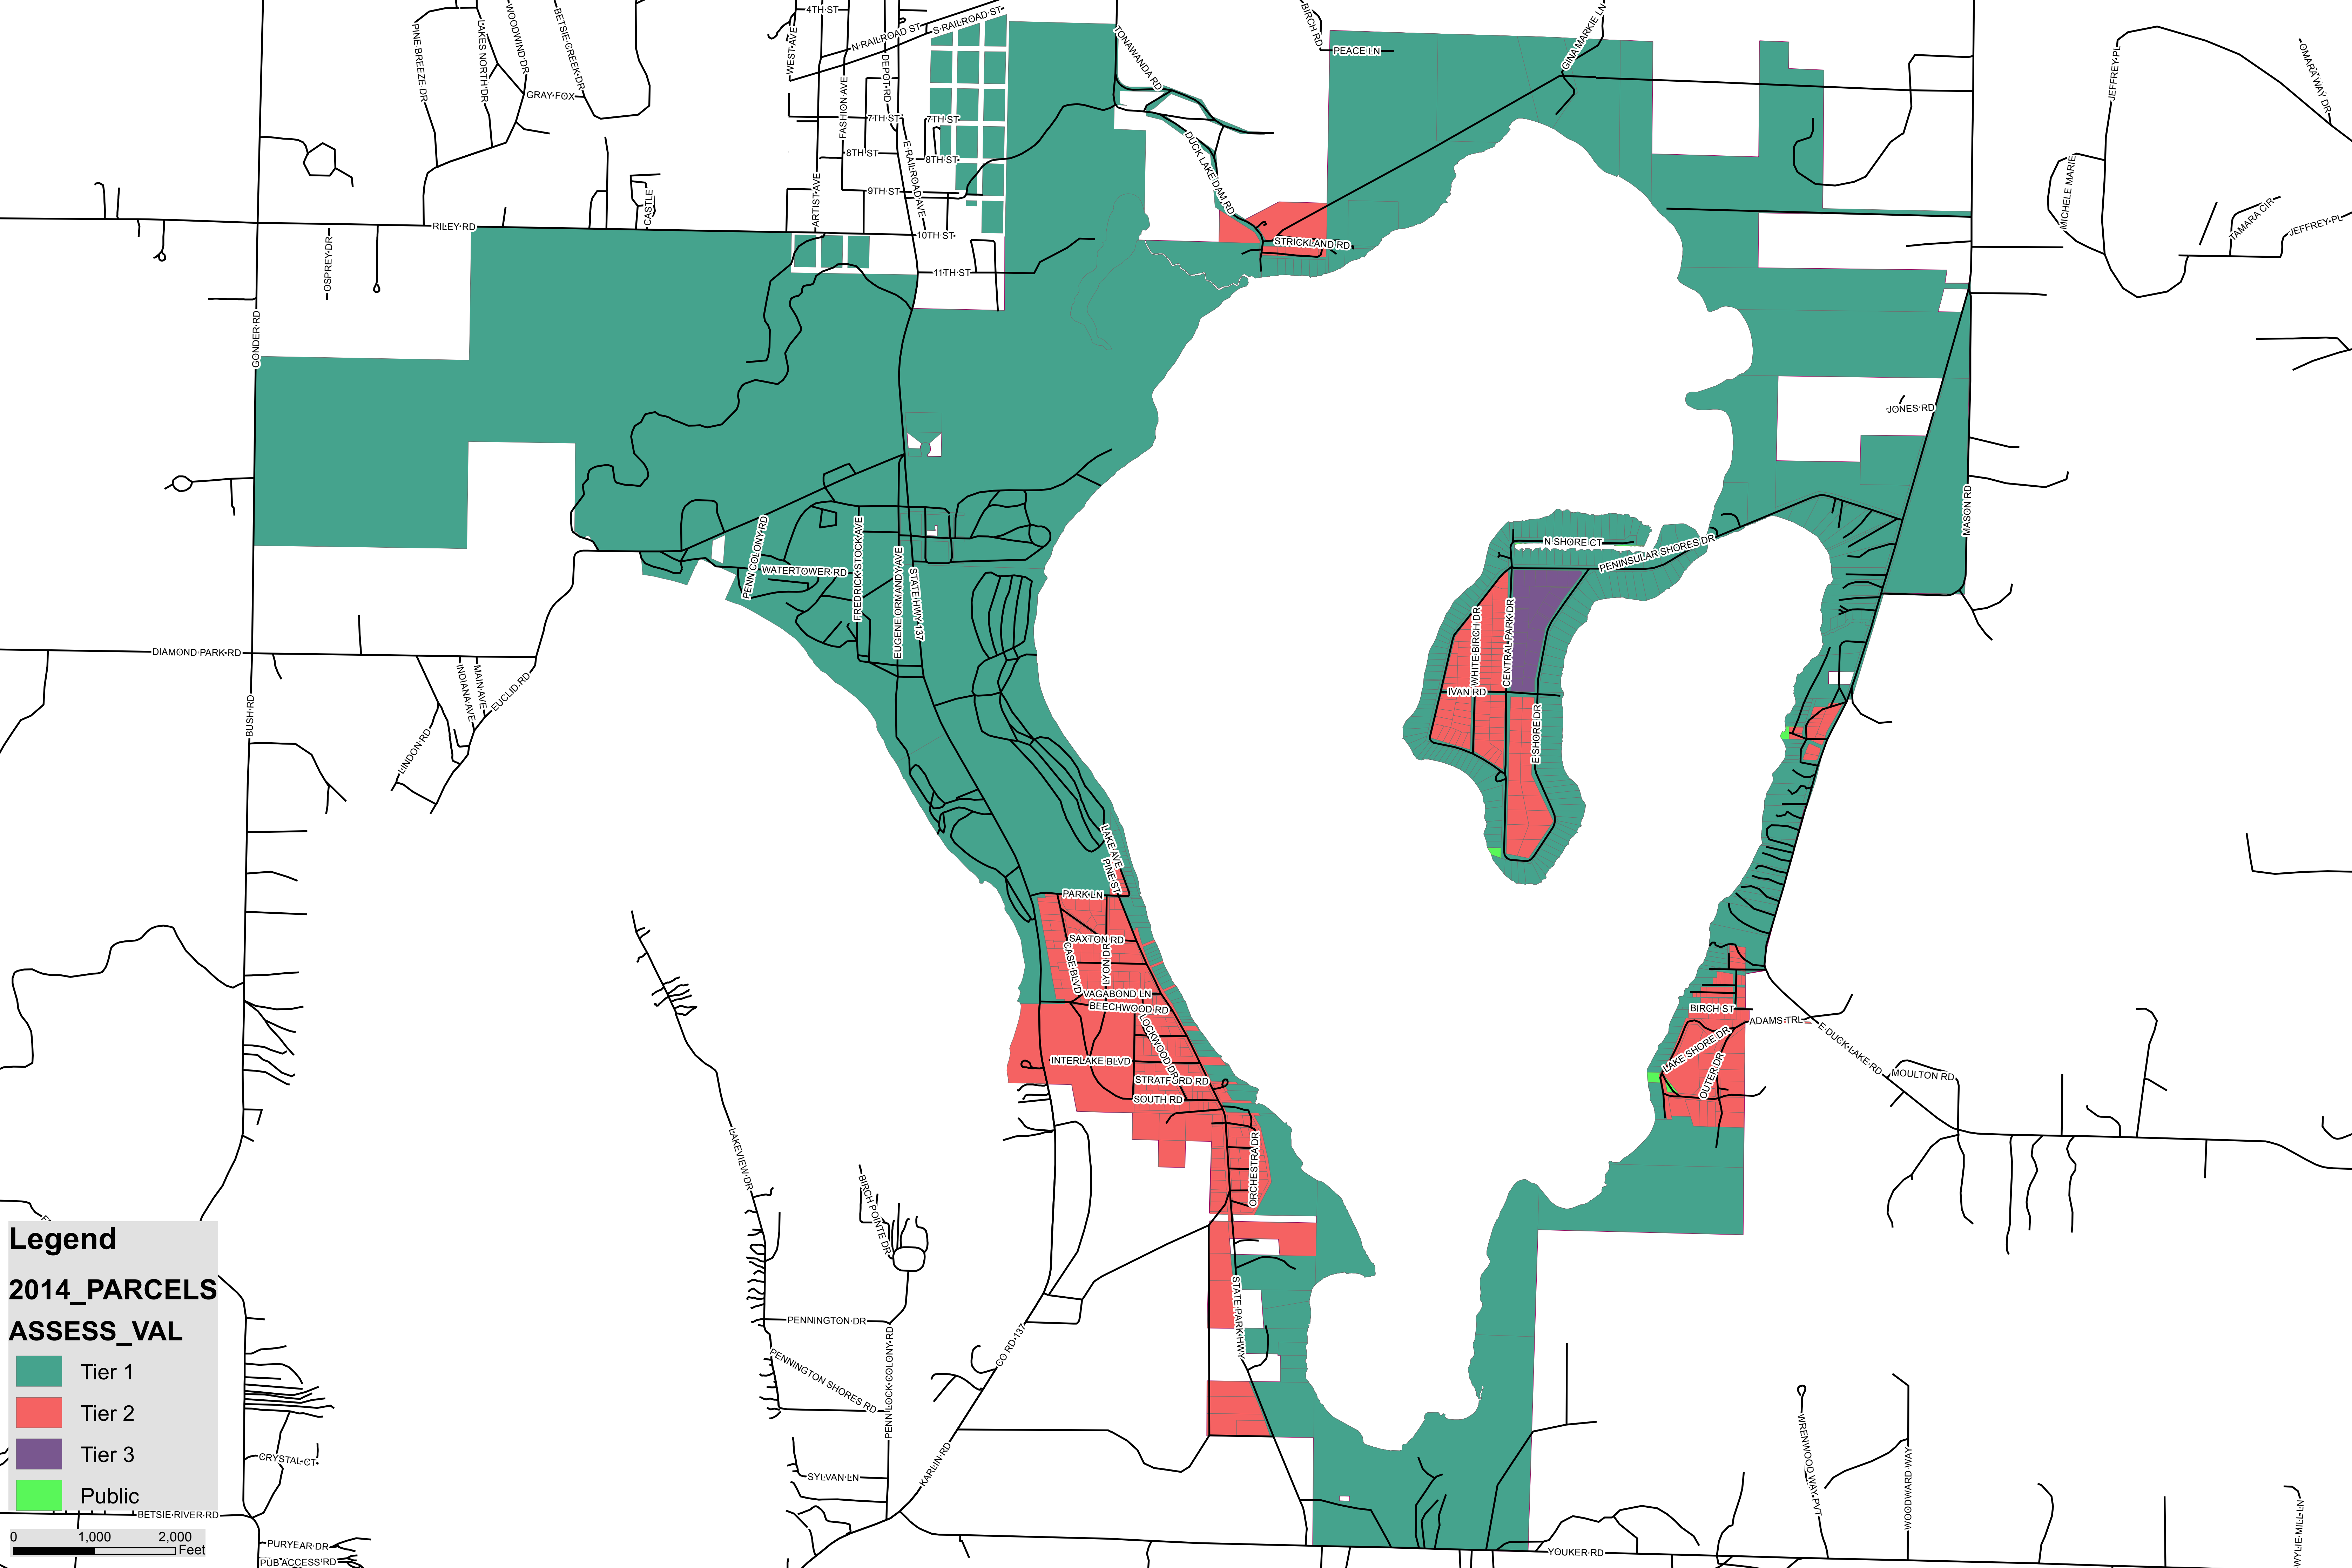 4TH ST
N RAILROAD ST
S RAILROAD ST
WEST AVE
DEPOT RD
FASHION AVE
PINE BREEZE DR
LAKES NORTH DR
WOODWIND DR
BETSIE CREEK DR
GRAY FOX
TONAWANDA RD
BIRCH RD
PEACE LN
GINA MARKIE LN
JEFFREY PL
OMARA WAY DR
7TH ST
7TH ST
8TH ST
8TH ST
9TH ST
E RAILROAD AVE
ARTIST AVE
CASTLE
DUCK LAKE DAM RD
MICHELE MARIE
TAMARA CIR
JEFFREY PL
RILEY RD
10TH ST
11TH ST
STRICKLAND RD
OSPREY DR
GONDER RD
JONES RD
MASON RD
PENN COLONY RD
WATERTOWER RD
FREDRICK STOCK AVE
EUGENE ORMANDY AVE
STATE HWY 137
N SHORE CT
PENINSULAR SHORES DR
WHITE BIRCH DR
CENTRAL PARK DR
IVAN RD
E SHORE DR
DIAMOND PARK RD
BUSH RD
INDIANA AVE
MAIN AVE
EUCLID RD
LINDON RD
LAKE AVE
PINE ST
PARK LN
SAXTON RD
CASE BLVD
LYON DR
VAGABOND LN
BEECHWOOD RD
LOCKWOOD DR
INTERLAKE BLVD
STRATFORD RD
SOUTH RD
ORCHESTRA DR
BIRCH ST
ADAMS TRL
LAKE SHORE DR
OUTER DR
E DUCK LAKE RD
MOULTON RD
LAKEVIEW DR
BIRCH POINTE DR
STATE PARK HWY
PENNINGTON DR
PENNINGTON SHORES RD
PENN LOCK COLONY RD
CO RD 137
KARLIN RD
SYLVAN LN
WRENWOOD WAY PVT
WOODWARD WAY
WYLIE MILL LN
YOUKER RD
Legend
2014_PARCELS
ASSESS_VAL
Tier 1
Tier 2
Tier 3
Public
CRYSTAL CT
BETSIE RIVER RD
0 1,000 2,000
Feet
PURYEAR DR
PUB ACCESS RD